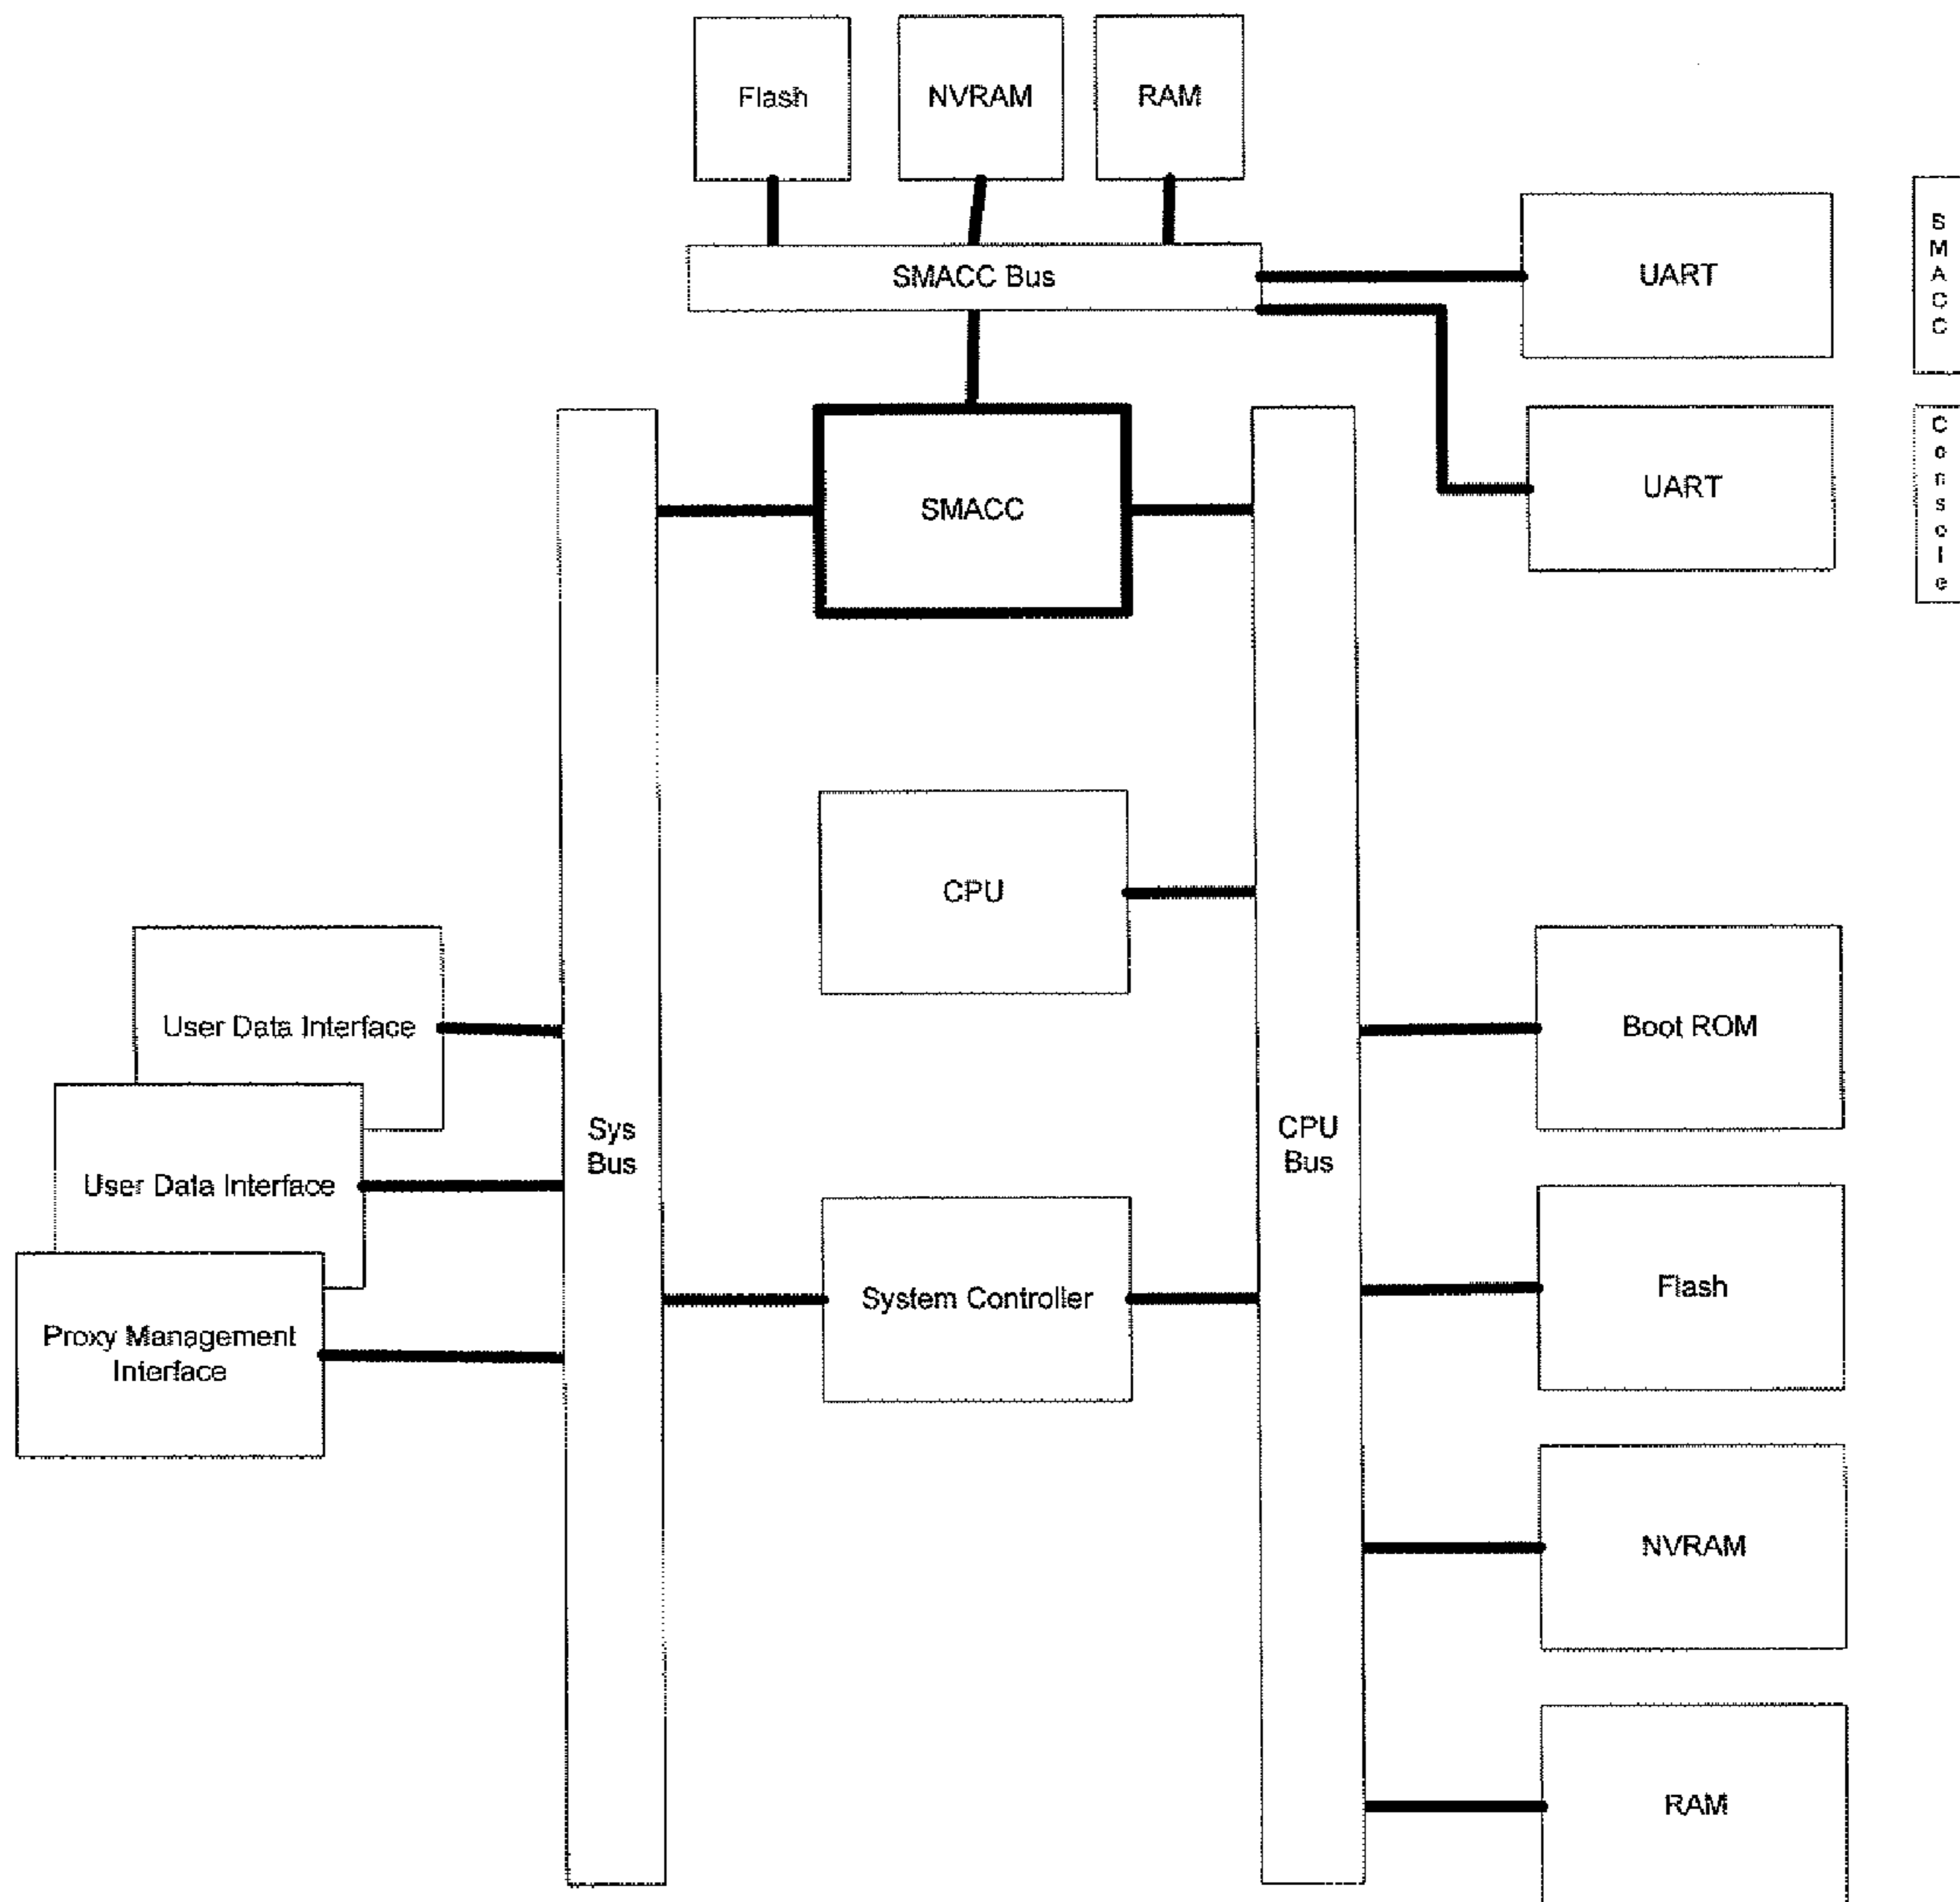 Flash
NVRAM
RAM
SMACC Bus
UART
SMACC
SMACC
UART
Console
CPU
User Data Interface
Boot ROM
Sys
Bus
CPU
Bus
User Data Interface
Flash
System Controller
Proxy Management
Interface
NVRAM
RAM